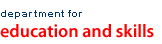 department for
education and skills